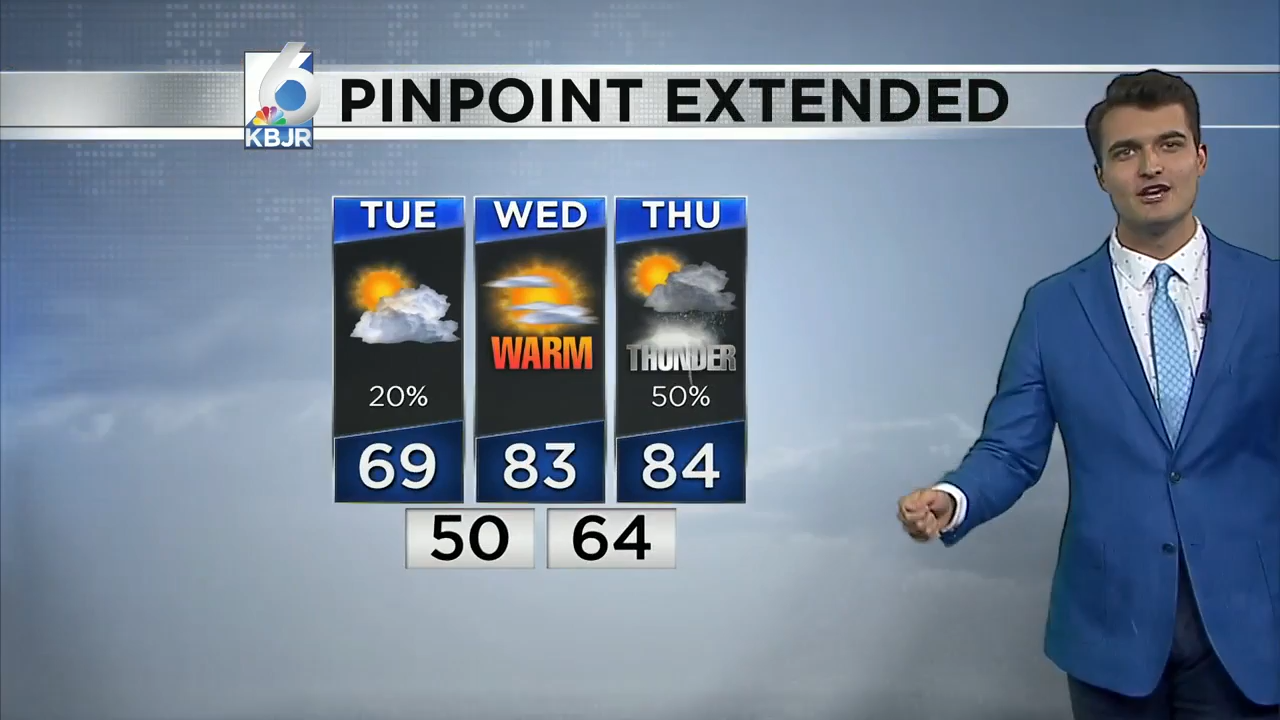 6
KBJR
PINPOINT EXTENDED
TUE WED THU
WARM THUNDER
20% 50%
69 83 84
50 64